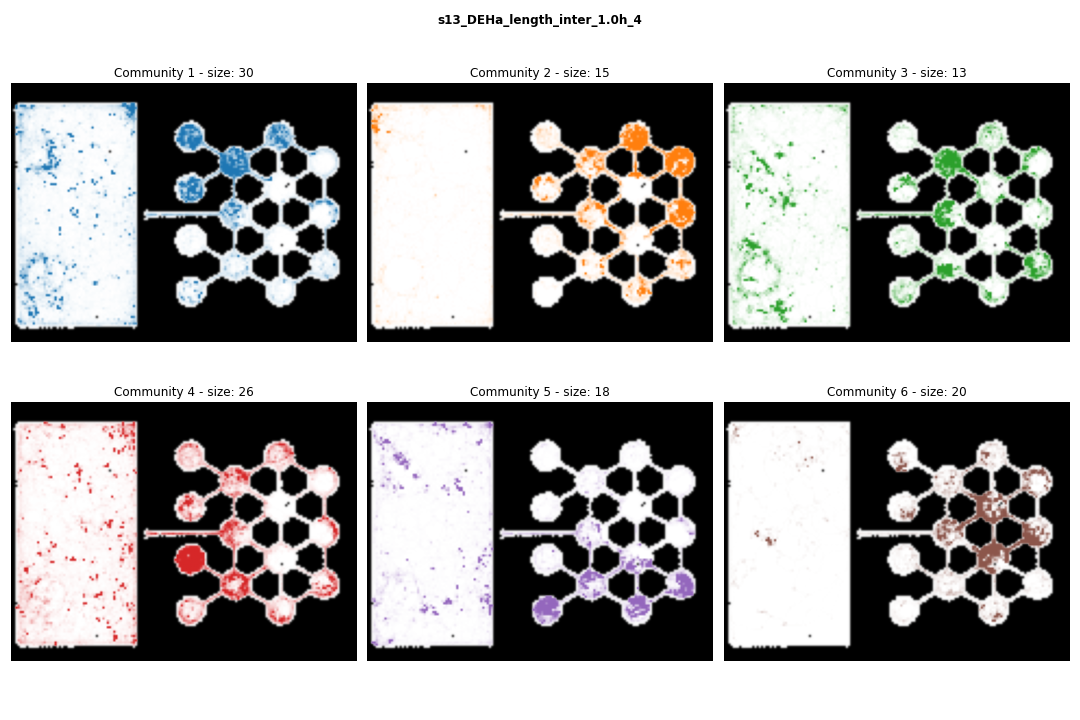 s13_DEHa_length_inter_1.0h_4
Community 1 - size: 30
Community 2 - size: 15
Community 3 - size: 13
Community 4 - size: 26
Community 5 - size: 18
Community 6 - size: 20